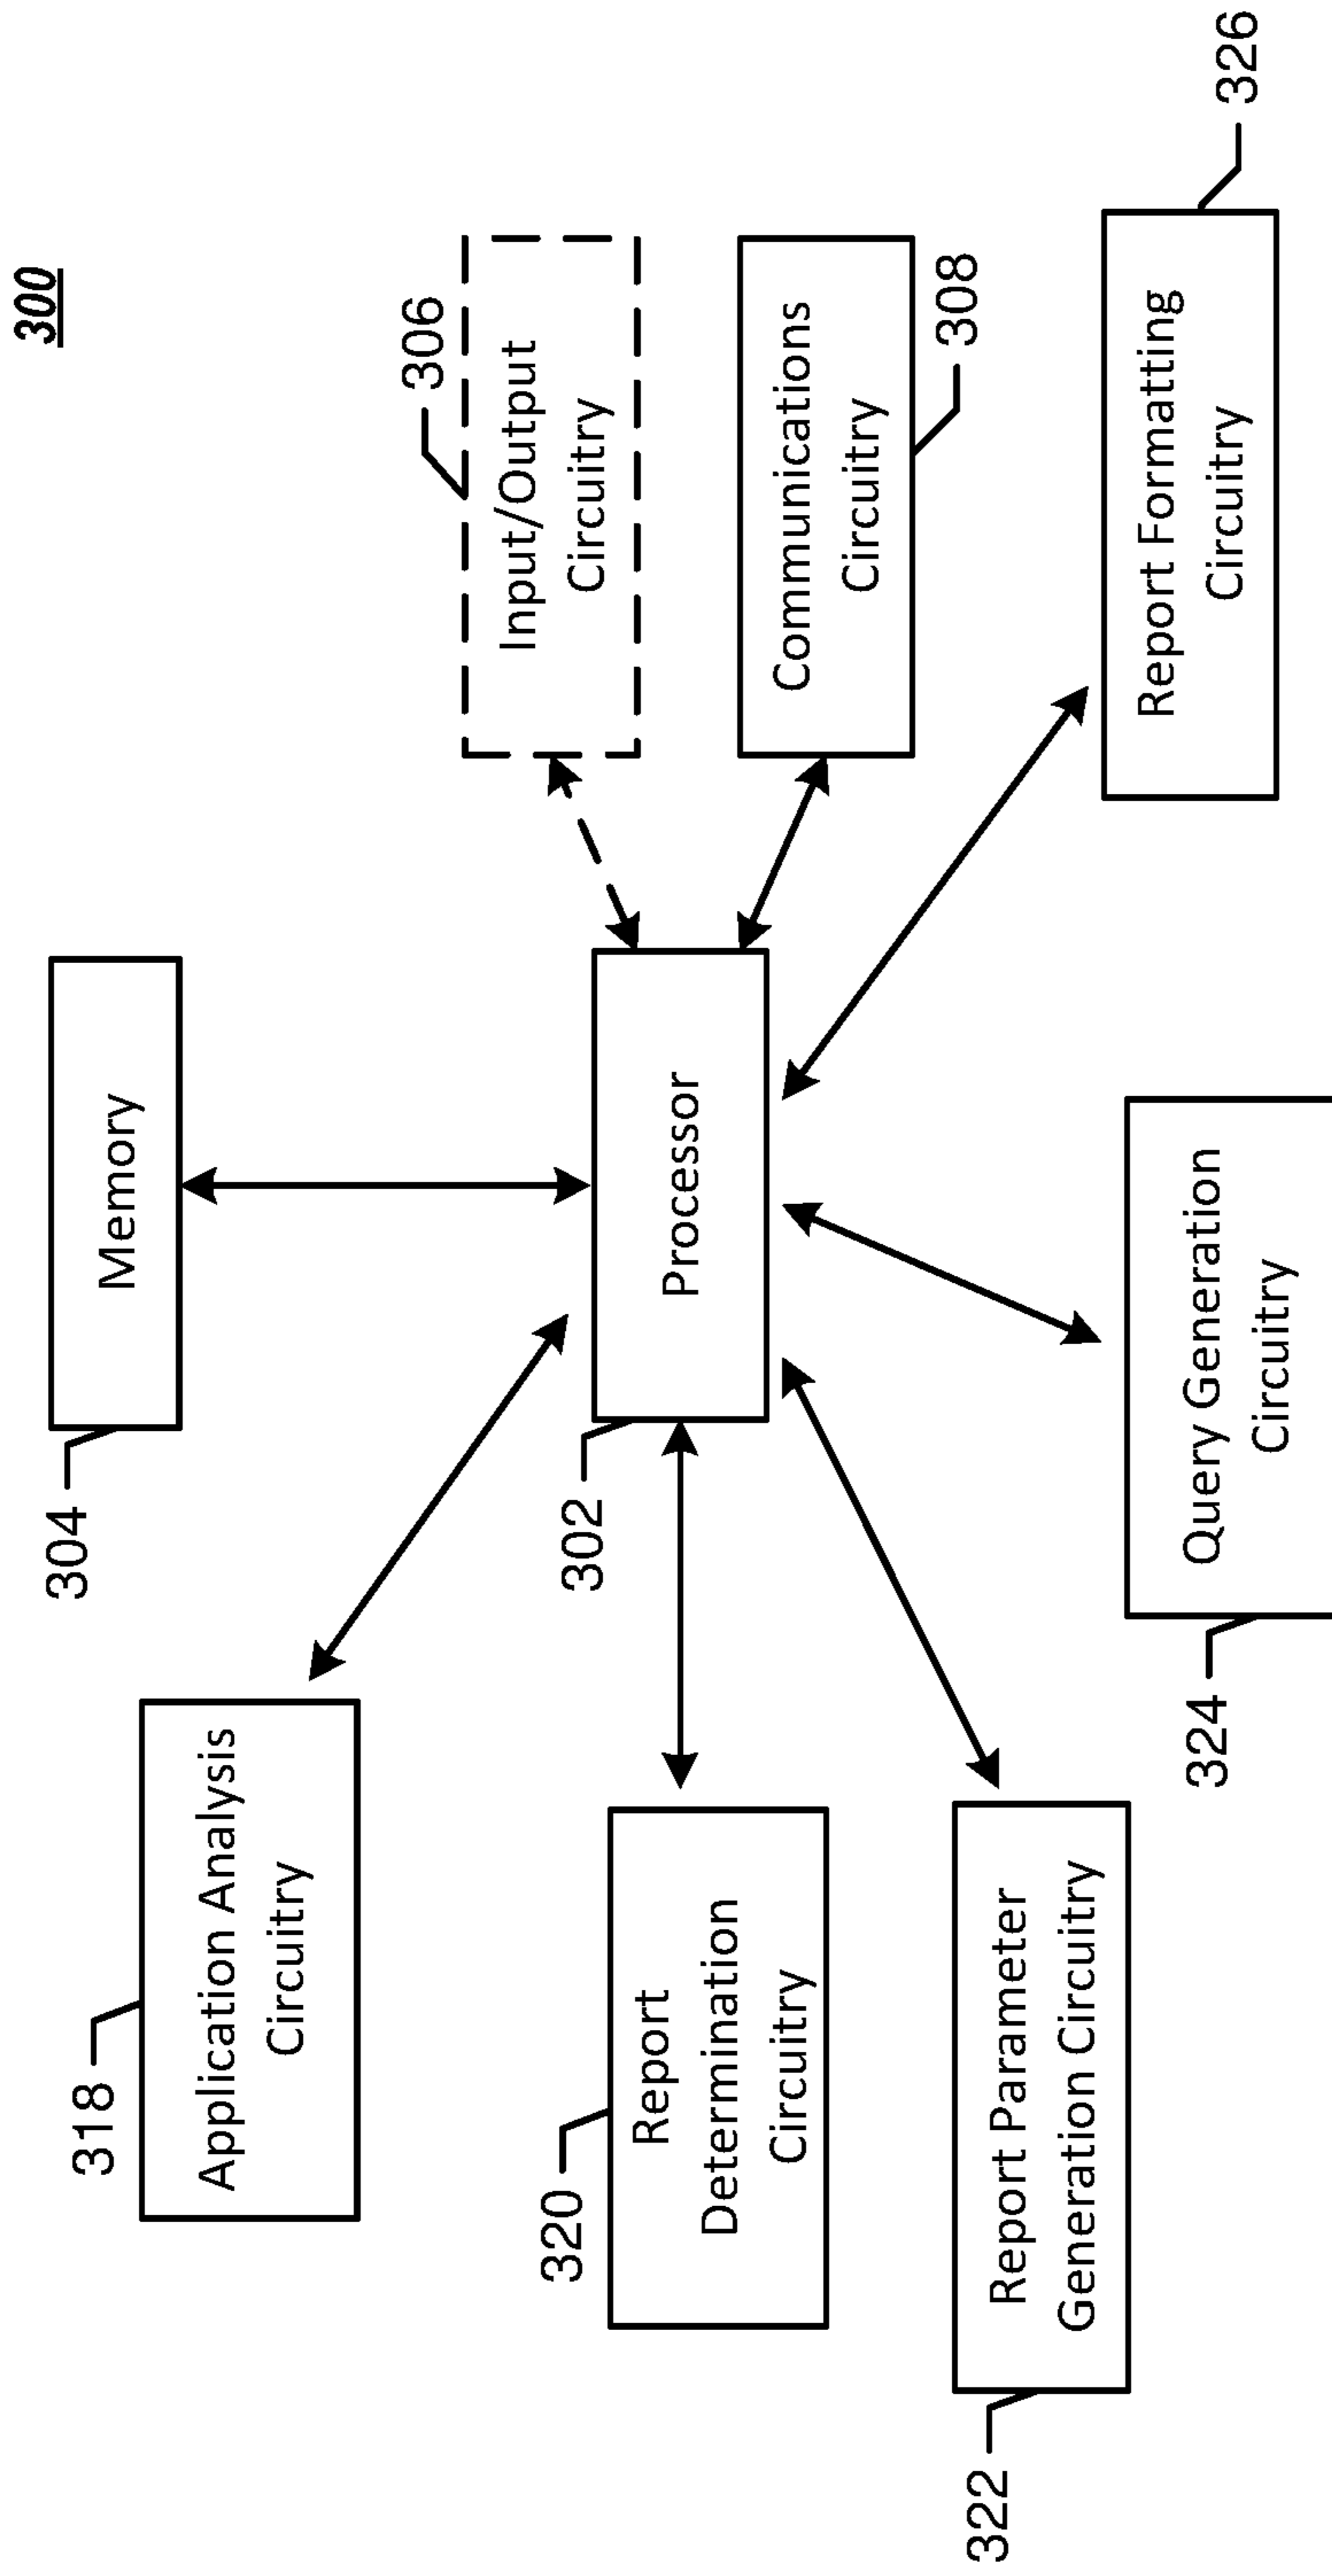 300
304
Memory
318
Application Analysis
Circuitry
306
Input/Output
Circuitry
302
Processor
320
Report
Determination
Circuitry
Communications
Circuitry
308
322
Report Parameter
Generation Circuitry
324
Query Generation
Circuitry
Report Formatting
Circuitry
326